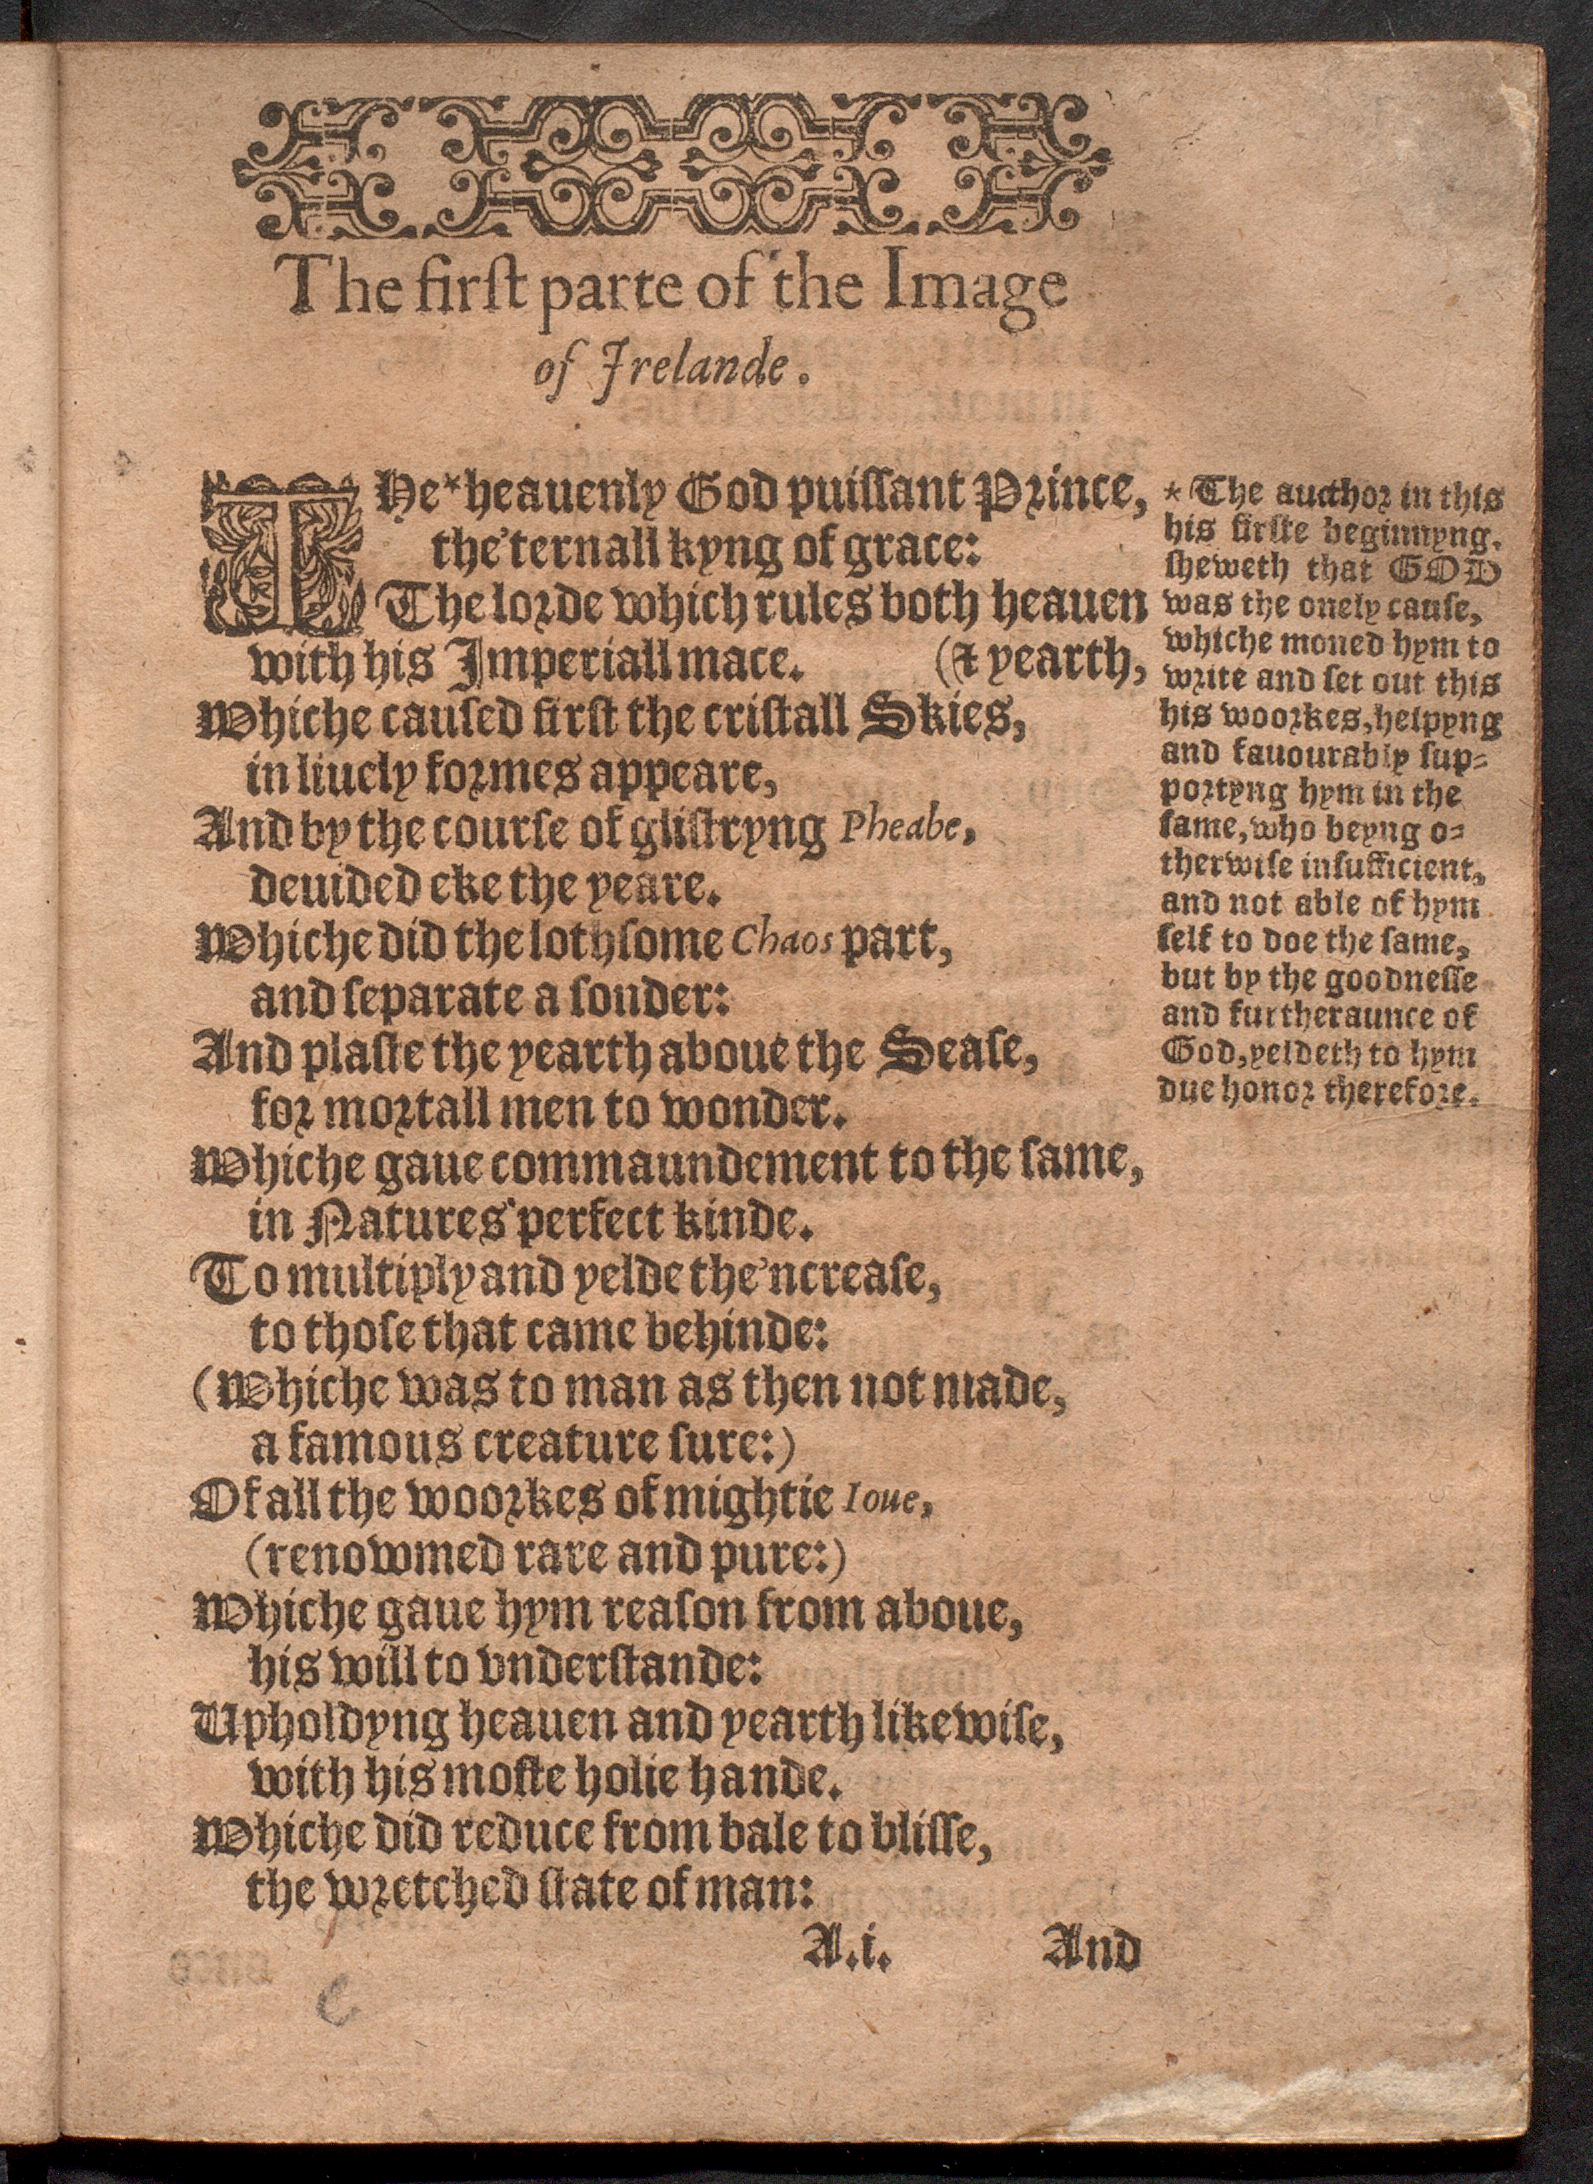 The first parte of the Image
of Irelande.
THe* heauenly God puissant Prince,
the'ternall kyng of grace:
The lorde which rules both heauen
with his Imperiall mace. (& yearth,
Whiche caused first the cristall Skies,
in liuely formes appeare,
And by the course of glistryng Pheabe,
deuided eke the yeare.
Whiche did the lothsome Chaos part,
and separate a sonder:
And plaste the yearth aboue the Sease,
for mortall men to wonder.
Whiche gaue commaundement to the same,
in Natures perfect kinde.
To multiply and yelde the'ncrease,
to those that came behinde:
(Whiche was to man as then not made,
a famous creature sure:)
Of all the woorkes of mightie Ioue,
(renowmed rare and pure:)
Whiche gaue hym reason from aboue,
his will to vnderstande:
Upholdyng heauen and yearth likewise,
with his moste holie hande.
Whiche did reduce from bale to blisse,
the wretched state of man:
A.i. And
* The aucthor in this
his firste beginnyng,
sheweth that GOD
was the onely cause,
whiche moued hym to
write and set out this
his woorkes, helpyng
and fauourably sup-
portyng hym in the
same, who beyng o-
therwise insufficient,
and not able of hym
self to doe the same,
but by the goodnesse
and furtheraunce of
God, yeldeth to hym
due honor therefore.